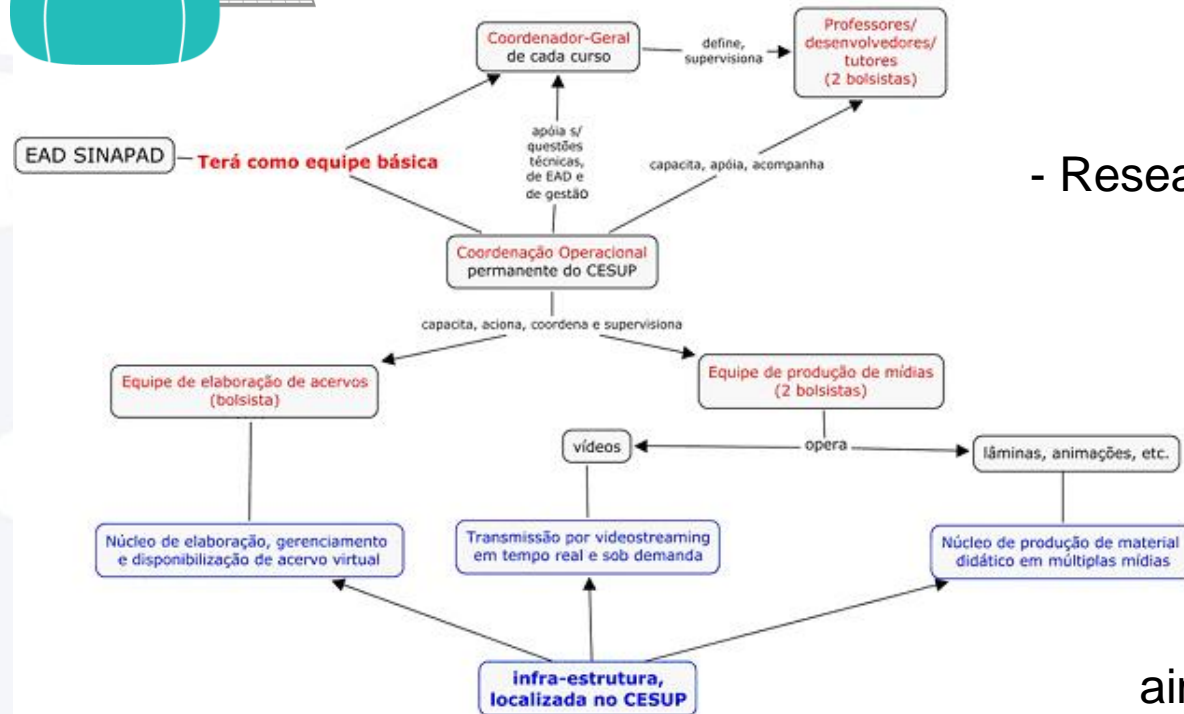 Coordenador-Geral
de cada curso
define,
supervisiona
Professores/
desenvolvedores/
tutores
(2 bolsistas)
EAD SINAPAD
Terá como equipe básica
apóia s/
questões
técnicas,
de EAD e
de gestão
capacita, apóia, acompanha
- Resea
Coordenação Operacional
permanente do CESUP
capacita, aciona, coordena e supervisiona
Equipe de elaboração de acervos
(bolsista)
Equipe de produção de mídias
(2 bolsistas)
vídeos
opera
lâminas, animações, etc.
Núcleo de elaboração, gerenciamento
e disponibilização de acervo virtual
Transmissão por videostreaming
em tempo real e sob demanda
Núcleo de produção de material
didático em múltiplas mídias
infra-estrutura,
localizada no CESUP
air